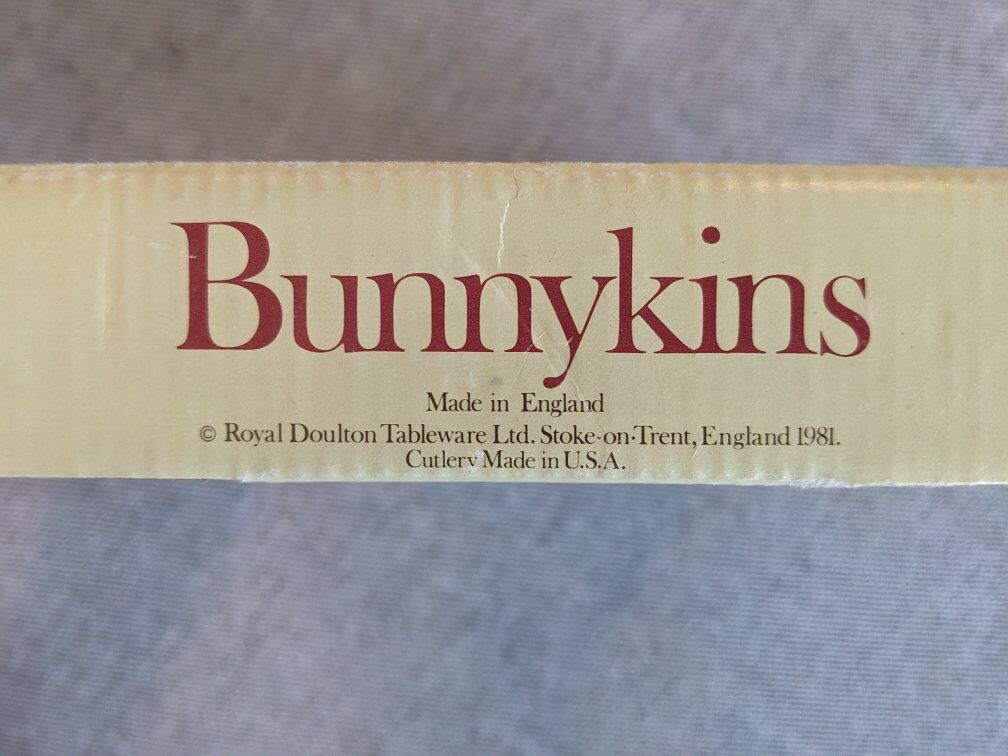 Bunnykins
Made in England
© Royal Doulton Tableware Ltd. Stoke-on-Trent, England 1981.
Cutlery Made in U.S.A.